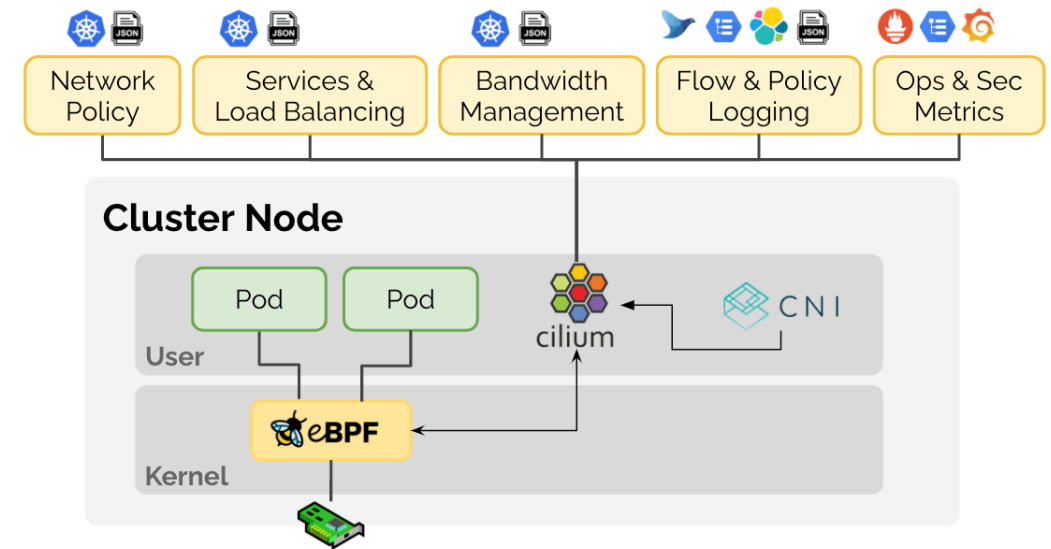 JSON
JSON
JSON
JSON
Network
Policy
Services &
Load Balancing
Bandwidth
Management
Flow & Policy
Logging
Ops & Sec
Metrics
Cluster Node
Pod
Pod
cilium
CNI
User
eBPF
Kernel